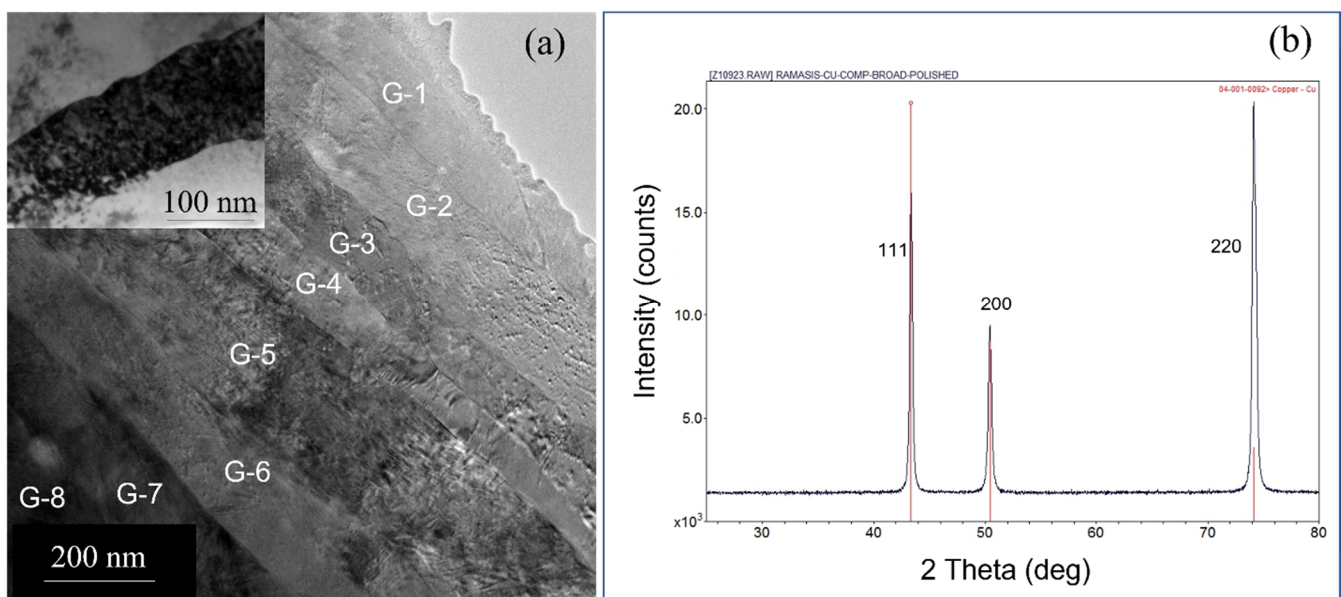 (a)
G-1
G-2
G-3
G-4
G-5
G-6
G-7
G-8
100 nm
200 nm
(b)
[Z10923.RAW] RAMASIS-CU-COMP-BROAD-POLISHED
04-001-0092> Copper - Cu
20.0
15.0
10.0
5.0
x10³
Intensity (counts)
111
200
220
30
40
50
60
70
80
2 Theta (deg)